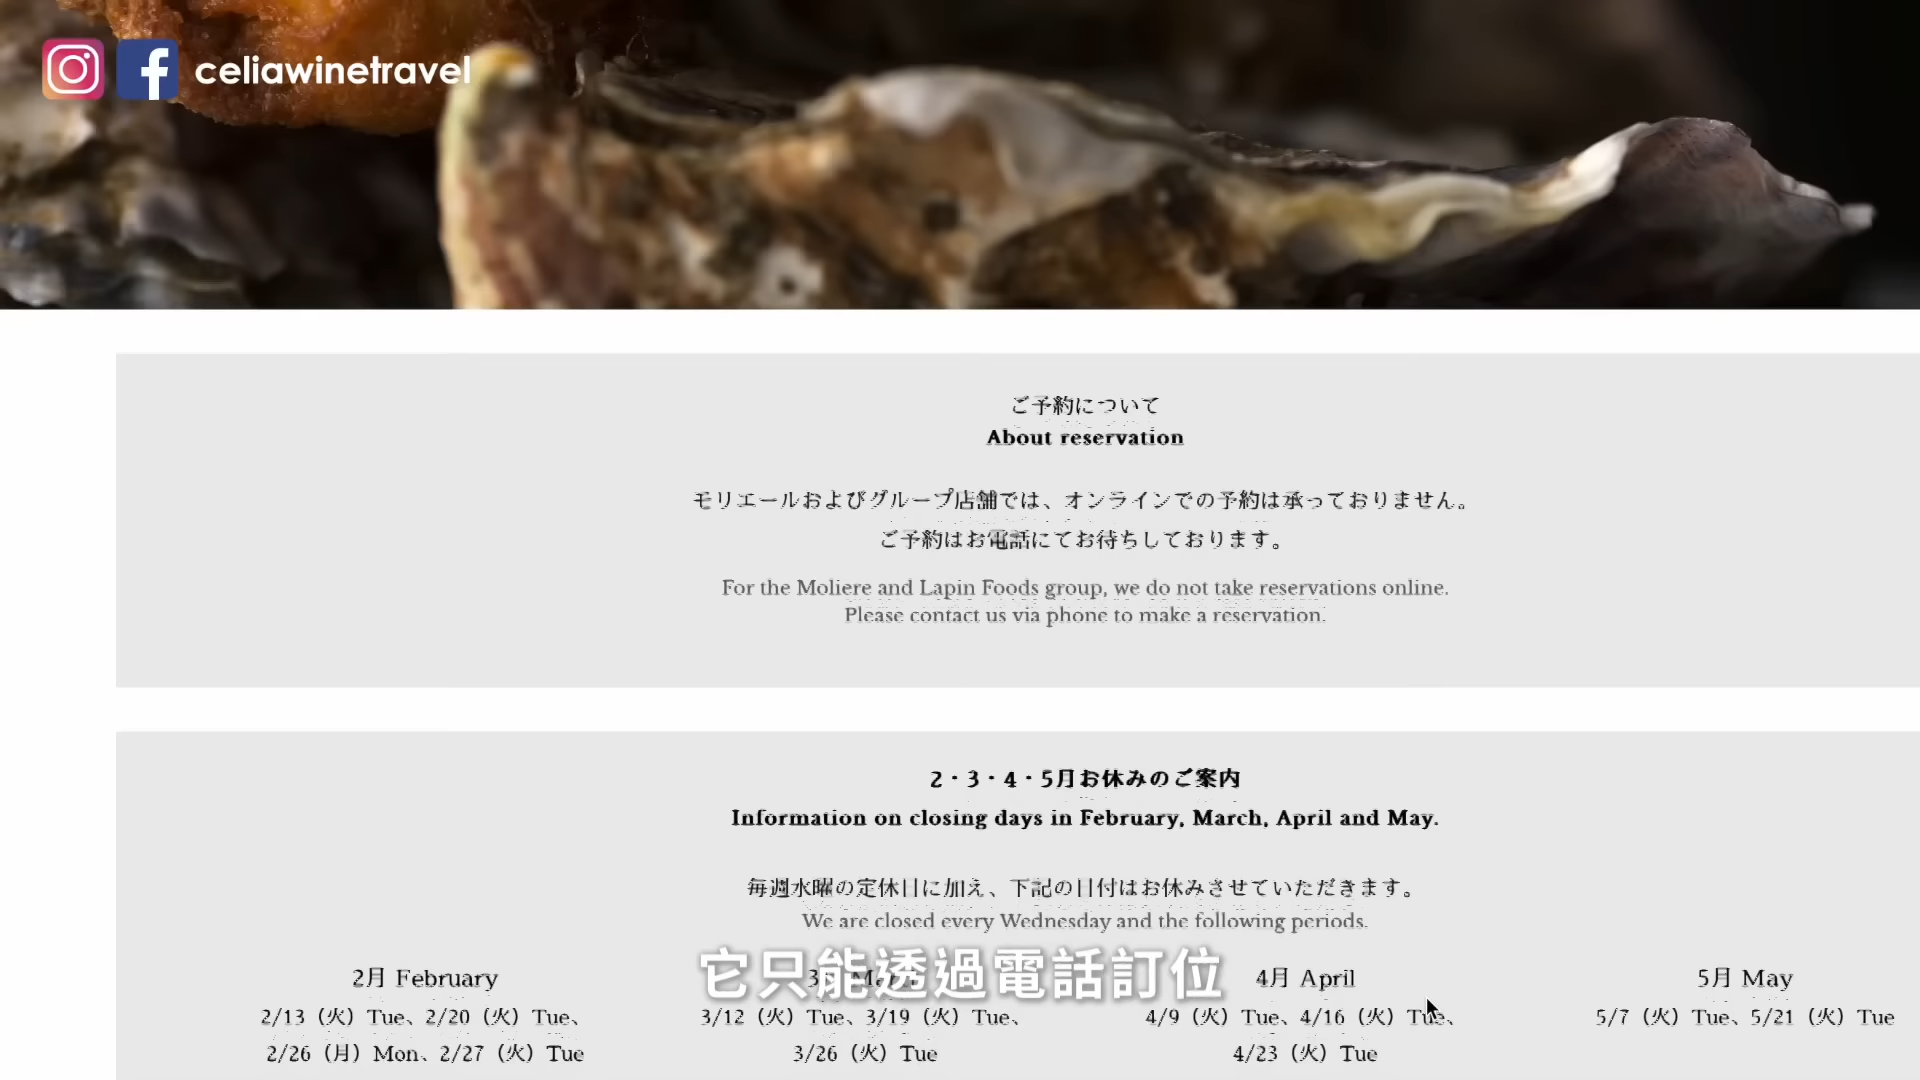 celiawinetravel
ご予約について
About reservation
モリエールおよびグループ店舗では、オンラインでの予約は承っておりません。
ご予約はお電話にてお待ちしております。
For the Moliere and Lapin Foods group, we do not take reservations online.
Please contact us via phone to make a reservation.
2・3・4・5月お休みのご案内
Information on closing days in February, March, April and May.
毎週水曜の定休日に加え、下記の日付はお休みさせていただきます。
We are closed every Wednesday and the following periods.
它只能透過電話訂位
2月 February
3月 March
4月 April
5月 May
2/13（火）Tue、2/20（火）Tue、
3/12（火）Tue、3/19（火）Tue、
4/9（火）Tue、4/16（火）Tue、
5/7（火）Tue、5/21（火）Tue
2/26（月）Mon、2/27（火）Tue
3/26（火）Tue
4/23（火）Tue